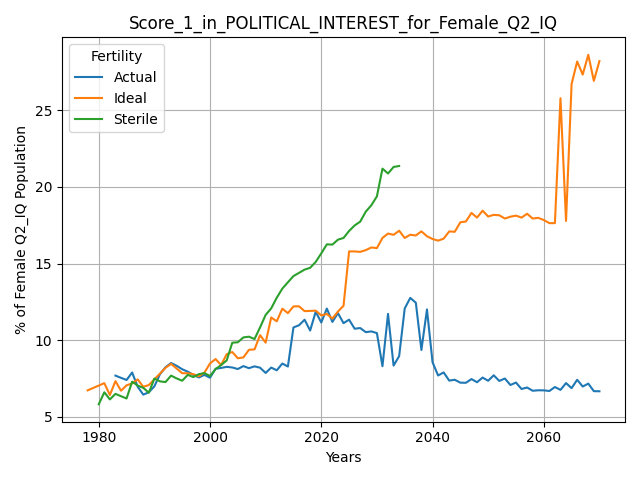 Score_1_in_POLITICAL_INTEREST_for_Female_Q2_IQ
Fertility
Actual
Ideal
Sterile
% of Female Q2_IQ Population
25
20
15
10
5
1980 2000 2020 2040 2060
Years